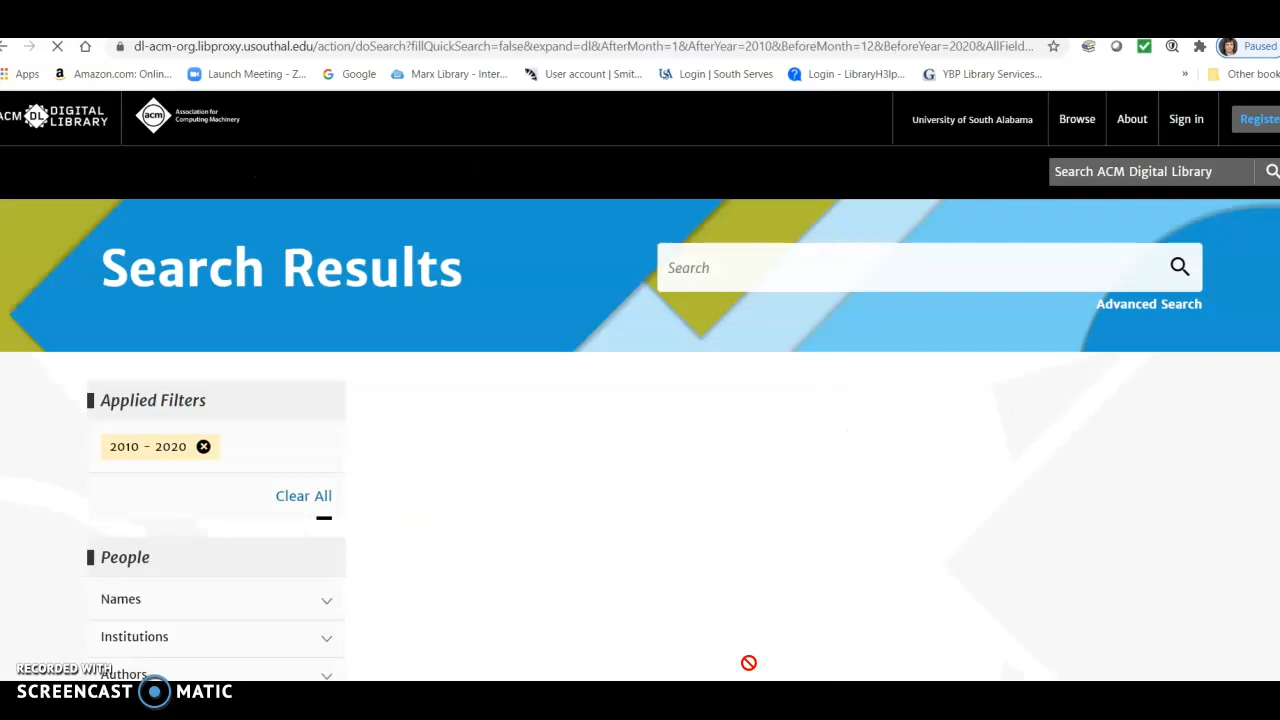 dl-acm-org.libproxy.usouthal.edu/action/doSearch?fillQuickSearch=false&expand=dl&AfterMonth=1&AfterYear=2010&BeforeMonth=12&BeforeYear=2020&AllField... Paused
Apps Amazon.com: Onlin... Launch Meeting - Z... Google Marx Library - Inter... User account | Smit... Login | South Serves Login - LibraryH3lp... YBP Library Services... » Other book
ACM DL DIGITAL LIBRARY
acm Association for Computing Machinery
University of South Alabama Browse About Sign in Registe
Search ACM Digital Library
Search Results
Search
Advanced Search
Applied Filters
2010 - 2020
Clear All
People
Names
Institutions
Authors
RECORDED WITH
SCREENCAST MATIC